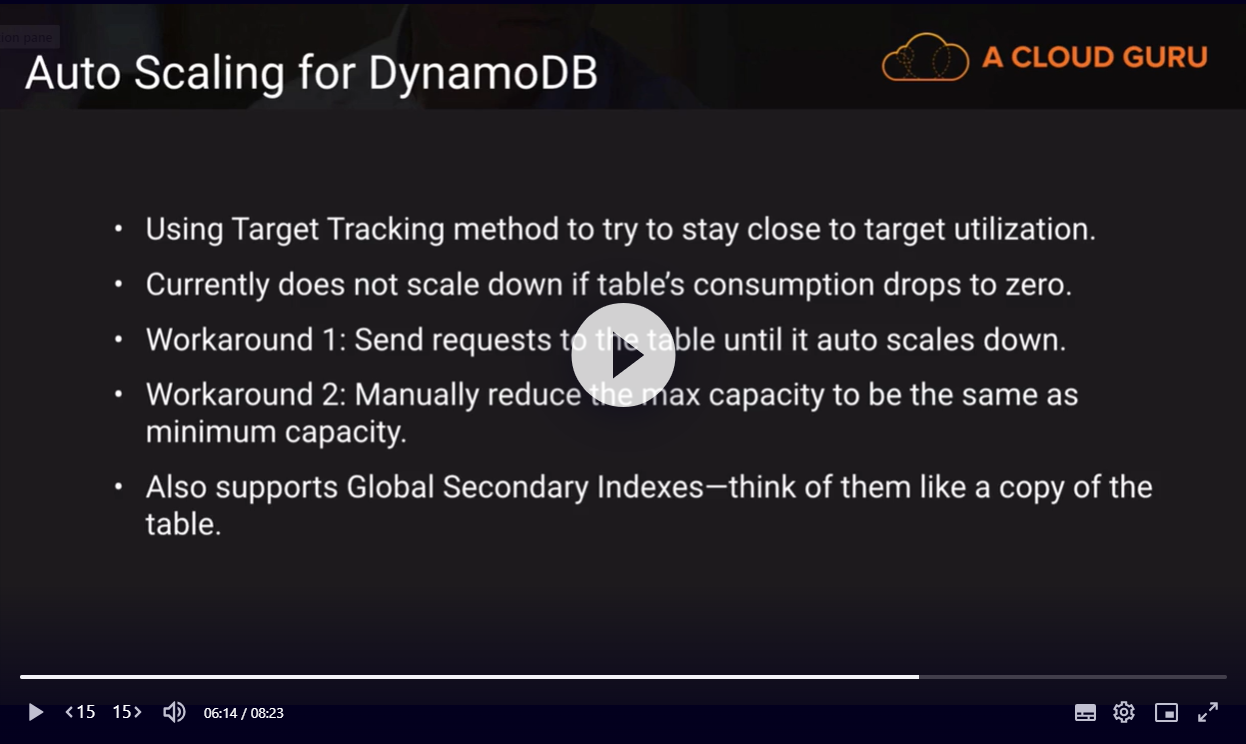 ion pane
Auto Scaling for DynamoDB
A CLOUD GURU
• Using Target Tracking method to try to stay close to target utilization.
• Currently does not scale down if table’s consumption drops to zero.
• Workaround 1: Send requests to the table until it auto scales down.
• Workaround 2: Manually reduce the max capacity to be the same as
minimum capacity.
• Also supports Global Secondary Indexes—think of them like a copy of the
table.
<15 15> 06:14 / 08:23